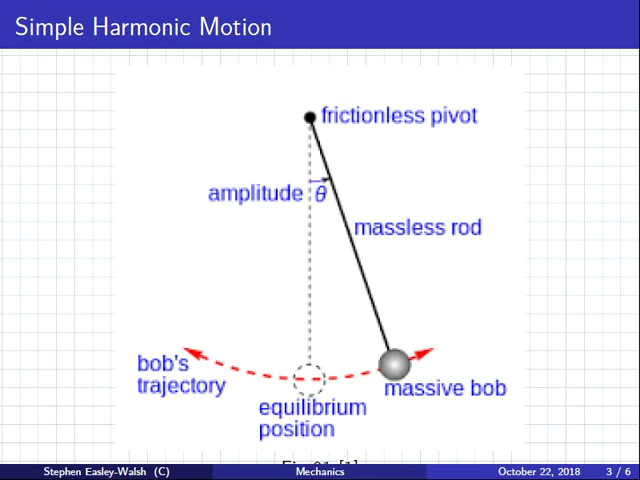 Simple Harmonic Motion
frictionless pivot
amplitude θ
massless rod
bob's
trajectory
massive bob
equilibrium
position
Stephen Easley-Walsh (C) Mechanics October 22, 2018 3 / 6